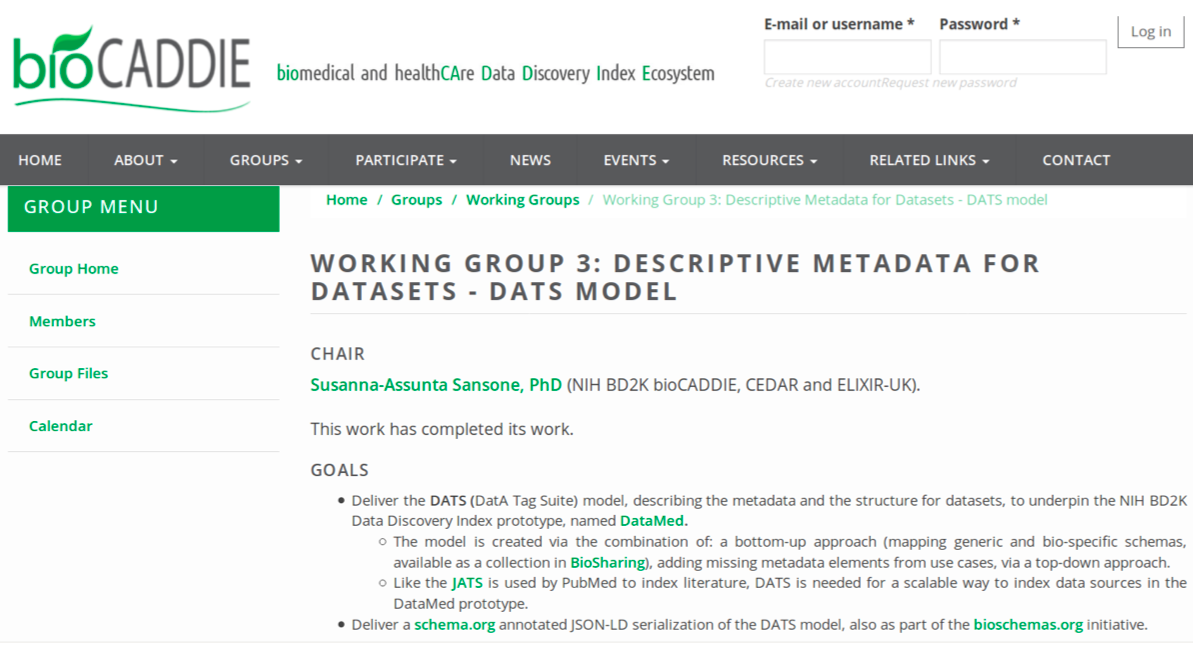 E-mail or username * Password *
Log in
bioCADDIE
biomedical and healthCAre Data Discovery Index Ecosystem
Create new accountRequest new password
HOME ABOUT GROUPS PARTICIPATE NEWS EVENTS RESOURCES RELATED LINKS CONTACT
GROUP MENU
Group Home
Members
Group Files
Calendar
Home / Groups / Working Groups / Working Group 3: Descriptive Metadata for Datasets - DATS model
WORKING GROUP 3: DESCRIPTIVE METADATA FOR
DATASETS - DATS MODEL
CHAIR
Susanna-Assunta Sansone, PhD (NIH BD2K bioCADDIE, CEDAR and ELIXIR-UK).
This work has completed its work.
GOALS
• Deliver the DATS (DatA Tag Suite) model, describing the metadata and the structure for datasets, to underpin the NIH BD2K
Data Discovery Index prototype, named DataMed.
○ The model is created via the combination of: a bottom-up approach (mapping generic and bio-specific schemas,
available as a collection in BioSharing), adding missing metadata elements from use cases, via a top-down approach.
○ Like the JATS is used by PubMed to index literature, DATS is needed for a scalable way to index data sources in the
DataMed prototype.
• Deliver a schema.org annotated JSON-LD serialization of the DATS model, also as part of the bioschemas.org initiative.